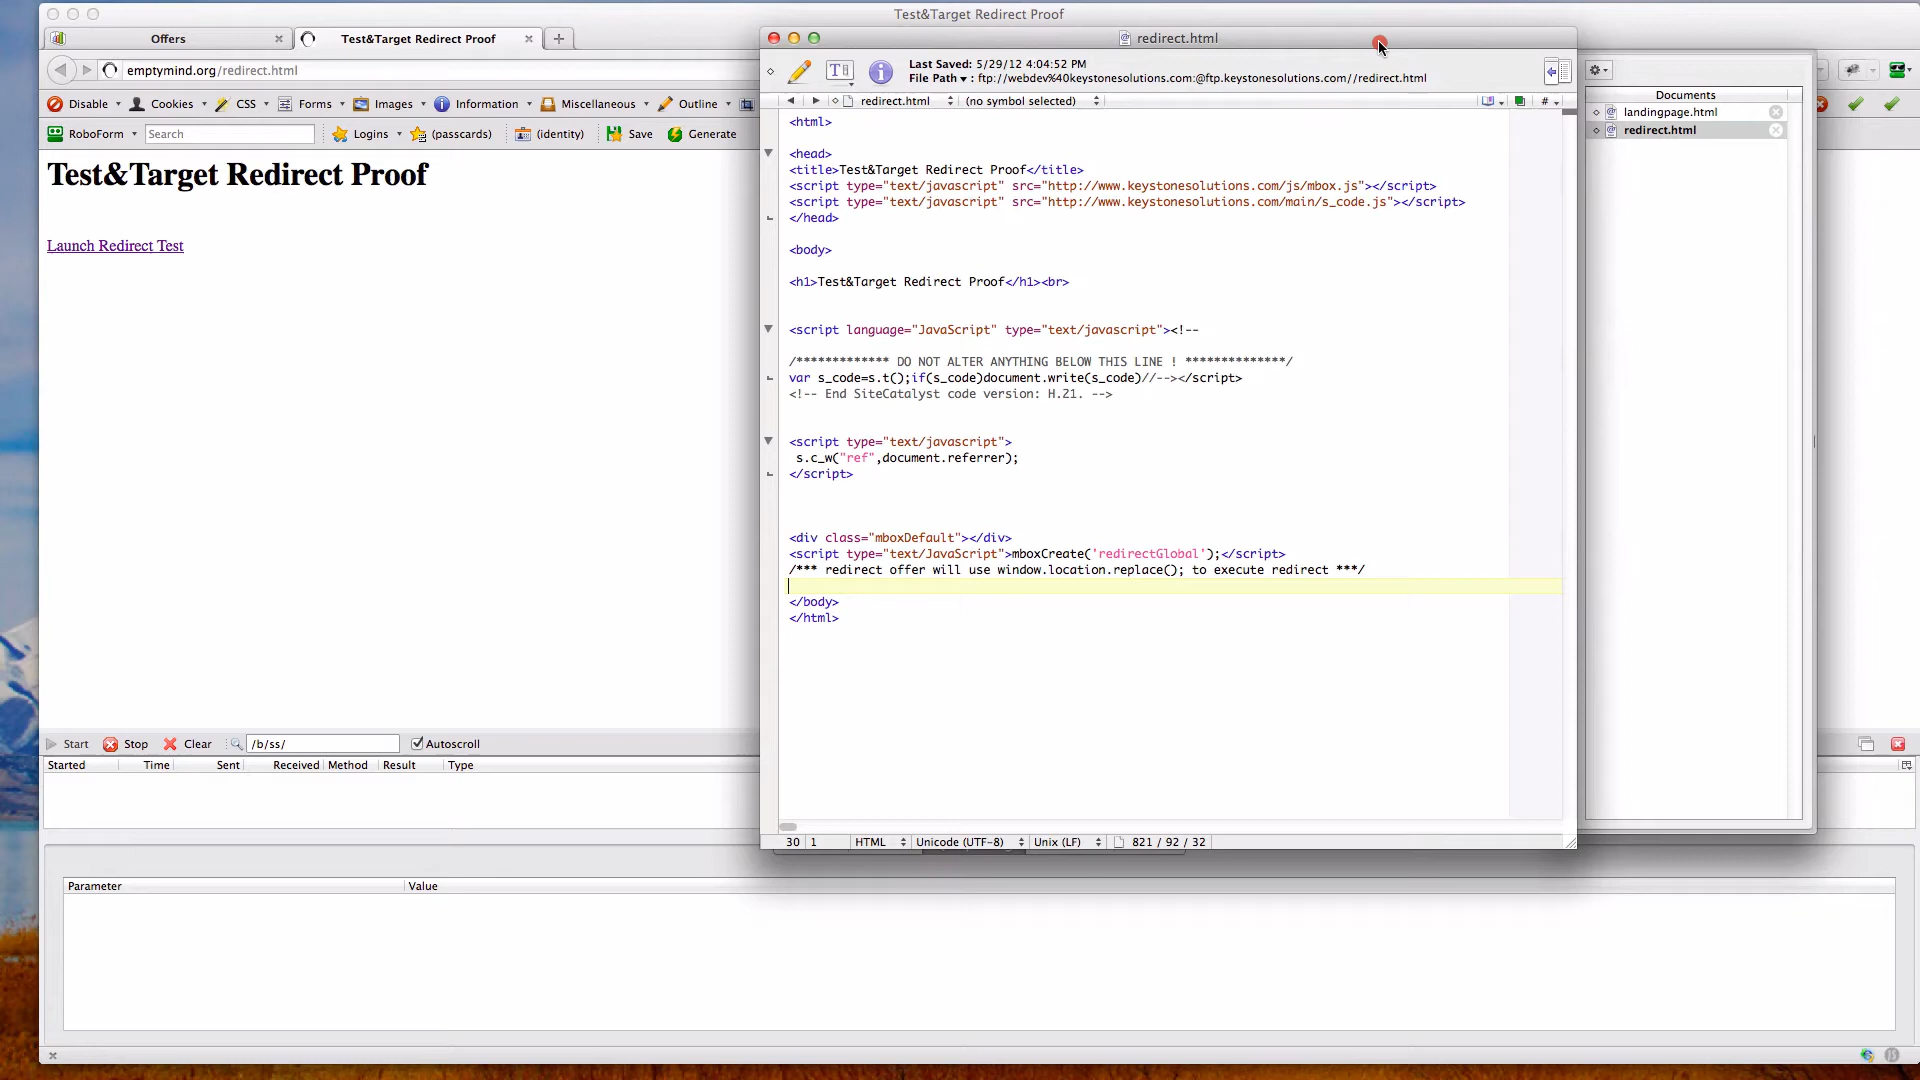 Test&Target Redirect Proof
Offers
Test&Target Redirect Proof
emptymind.org/redirect.html
Disable
Cookies
CSS
Forms
Images
Information
Miscellaneous
Outline
RoboForm
Search
Logins
(passcards)
(identity)
Save
Generate
Test&Target Redirect Proof
Launch Redirect Test
Start
Stop
Clear
/b/ss/
Autoscroll
Started
Time
Sent
Received
Method
Result
Type
Parameter
Value
redirect.html
Last Saved: 5/29/12 4:04:52 PM
File Path ▾ : ftp://webdev%40keystonesolutions.com:@ftp.keystonesolutions.com//redirect.html
redirect.html
(no symbol selected)
#
<html>
<head>
<title>Test&Target Redirect Proof</title>
<script type="text/javascript" src="http://www.keystonesolutions.com/js/mbox.js"></script>
<script type="text/javascript" src="http://www.keystonesolutions.com/main/s_code.js"></script>
</head>
<body>
<h1>Test&Target Redirect Proof</h1><br>
<script language="JavaScript" type="text/javascript"><!--
/************* DO NOT ALTER ANYTHING BELOW THIS LINE ! **************/
var s_code=s.t();if(s_code)document.write(s_code)//--></script>
<!-- End SiteCatalyst code version: H.21. -->
<script type="text/javascript">
s.c_w("ref",document.referrer);
</script>
<div class="mboxDefault"></div>
<script type="text/JavaScript">mboxCreate('redirectGlobal');</script>
/*** redirect offer will use window.location.replace(); to execute redirect ***/
</body>
</html>
30
1
HTML
Unicode (UTF-8)
Unix (LF)
821 / 92 / 32
Documents
landingpage.html
redirect.html